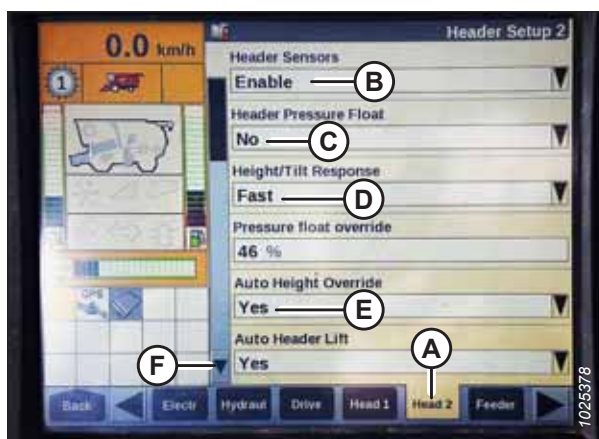 Header Setup 2
0.0 km/h
1
Header Sensors
Enable
B
Header Pressure Float
No
C
Height/Tilt Response
Fast
D
Pressure float override
46 %
Auto Height Override
Yes
E
Auto Header Lift
Yes
F
A
GPS
Back
Electr
Hydraul
Drive
Head 1
Head 2
Feeder
1025378